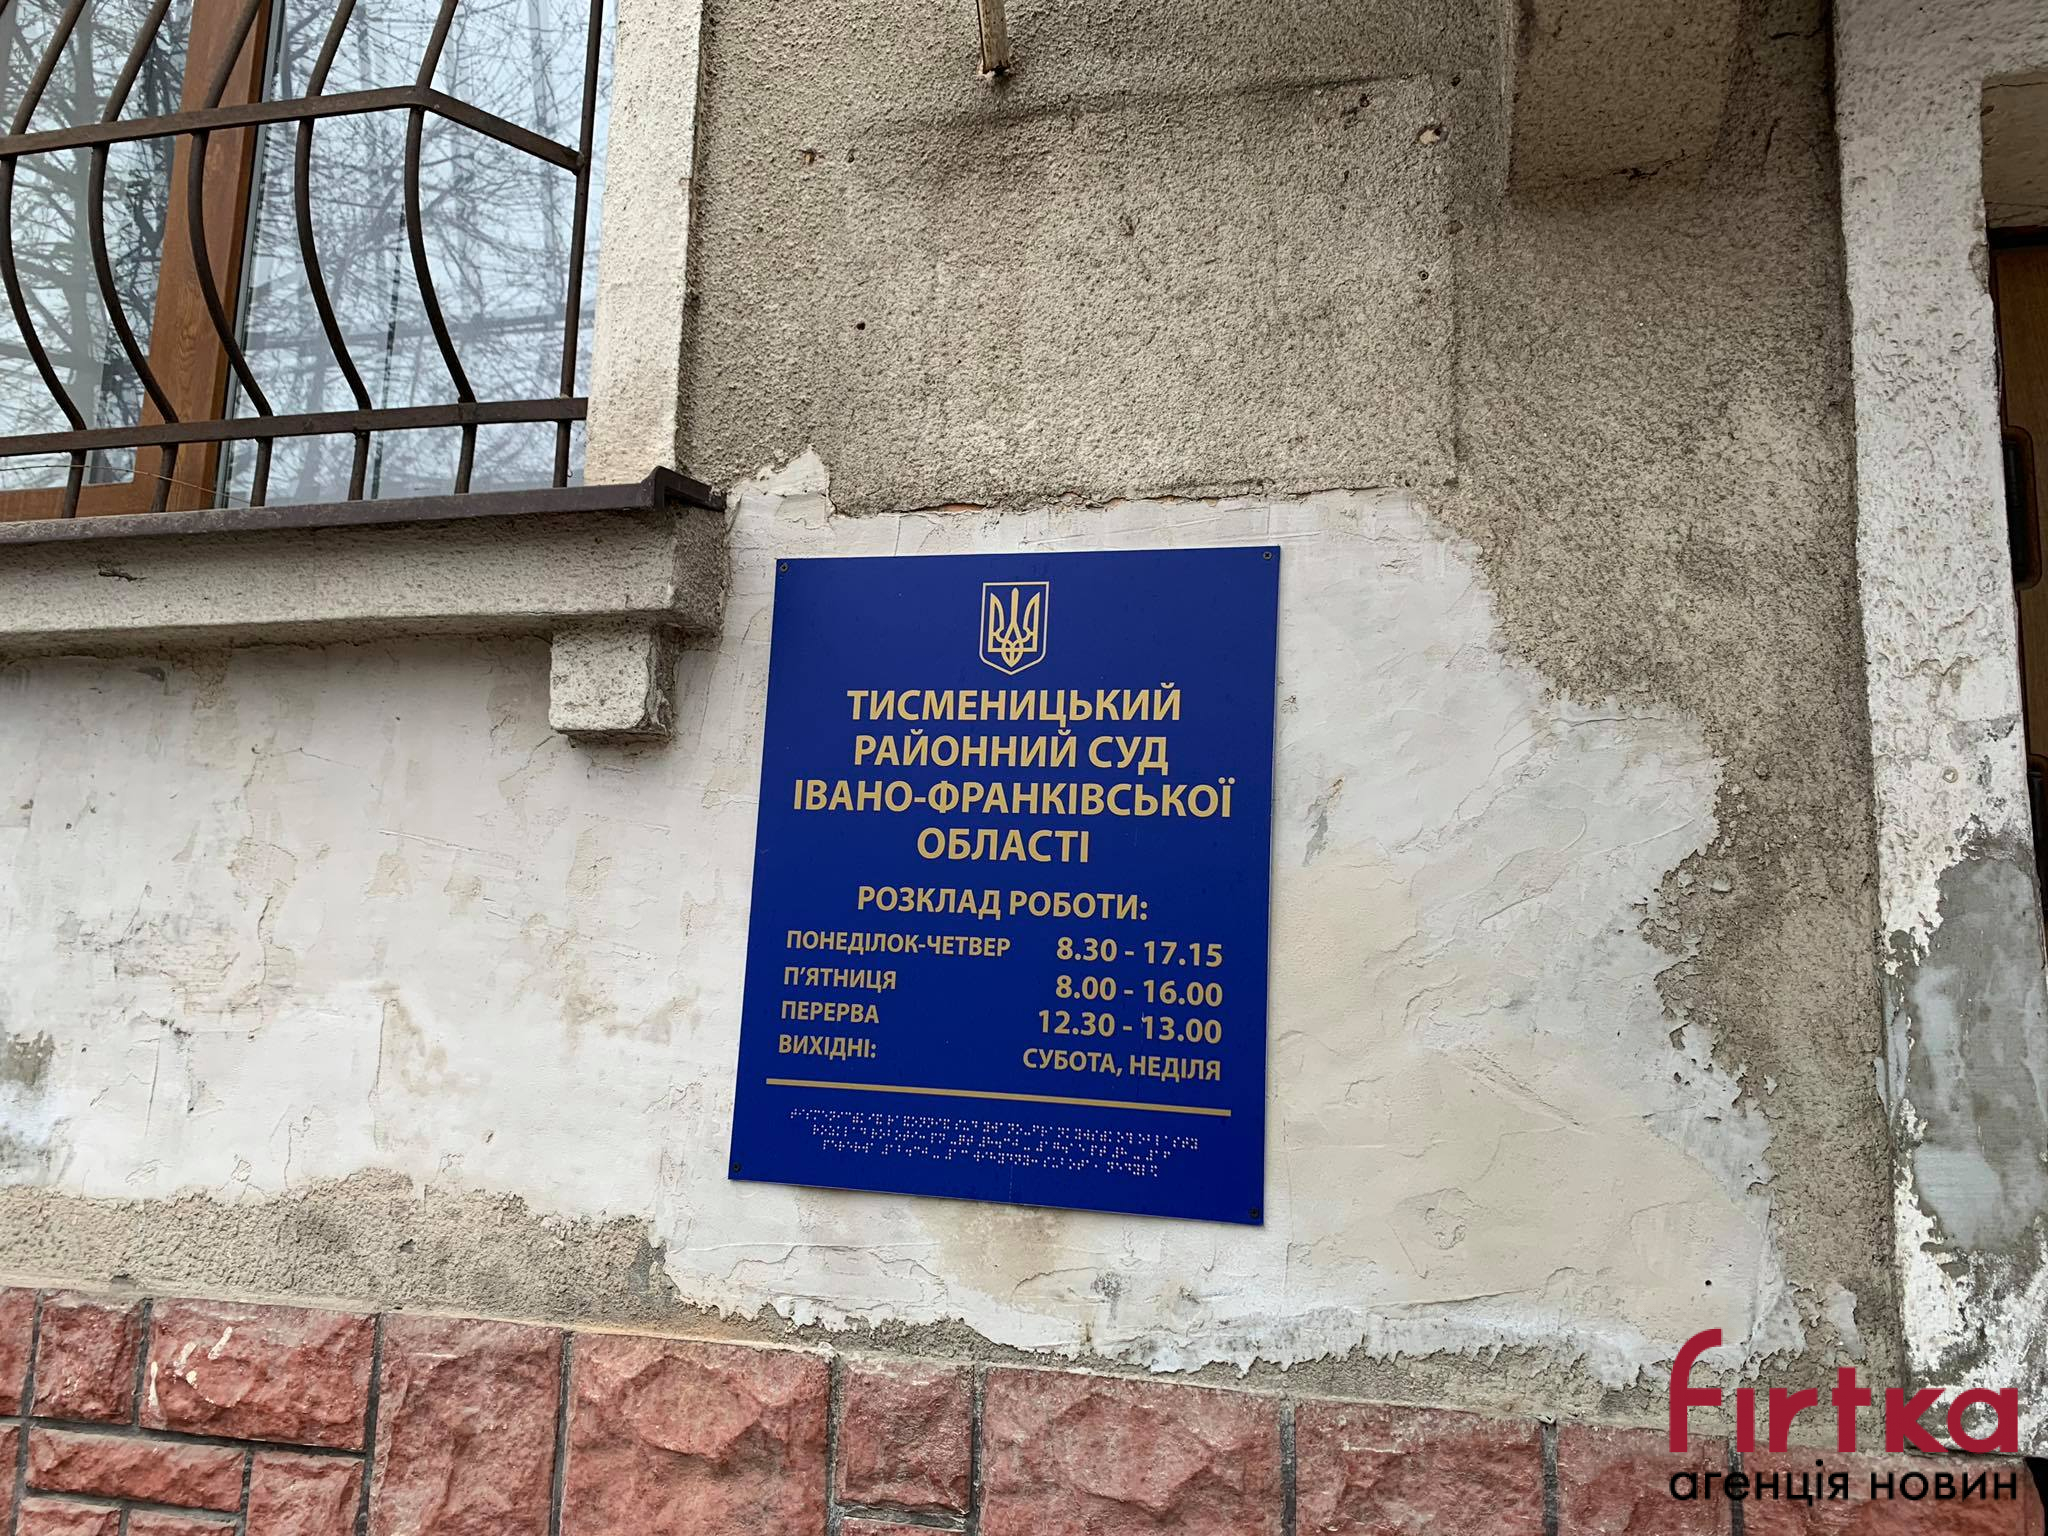 ТИСМЕНИЦЬКИЙ
РАЙОННИЙ СУД
ІВАНО-ФРАНКІВСЬКОЇ
ОБЛАСТІ
РОЗКЛАД РОБОТИ:
ПОНЕДІЛОК-ЧЕТВЕР 8.30 - 17.15
П'ЯТНИЦЯ 8.00 - 16.00
ПЕРЕРВА 12.30 - 13.00
ВИХІДНІ: СУБОТА, НЕДІЛЯ
fırtka
агенція новин